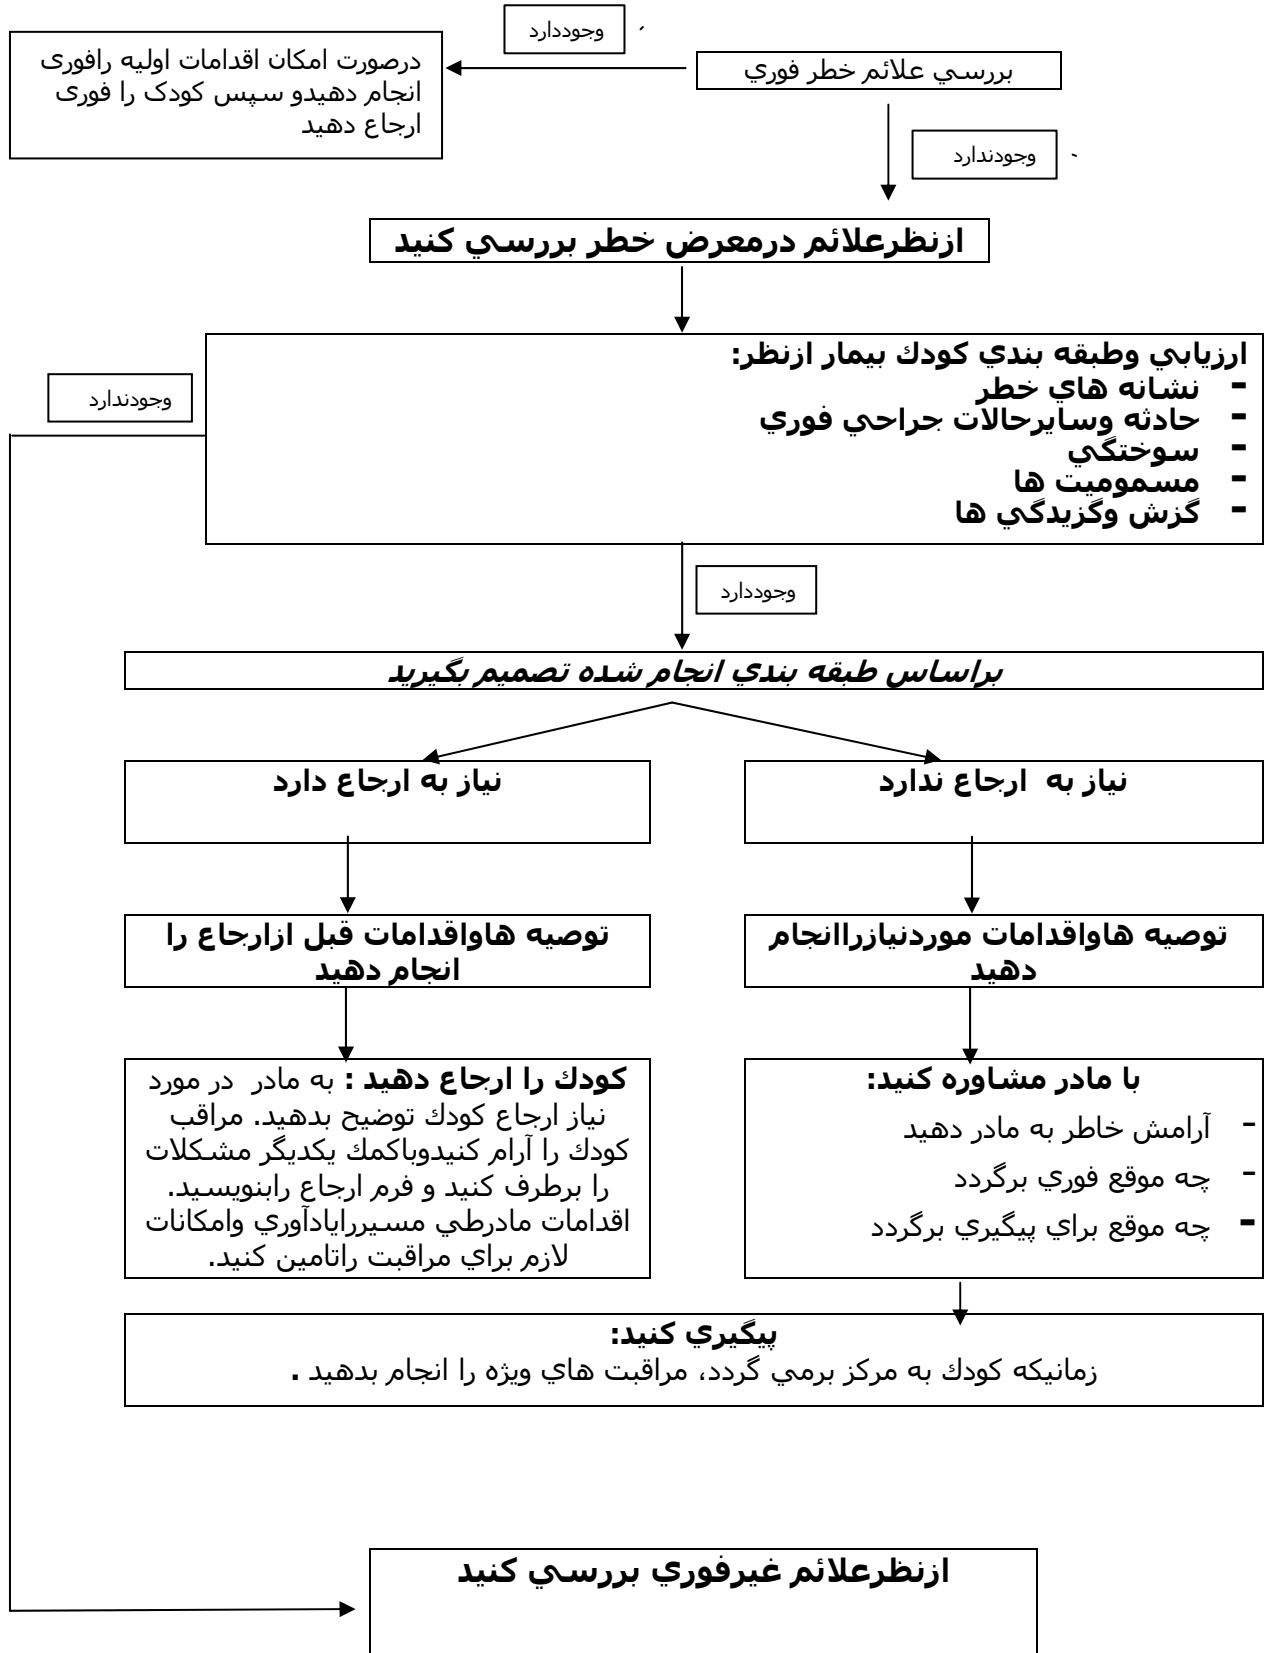 وجوددارد
بررسي علائم خطر فوري
درصورت امکان اقدامات اولیه رافوری
انجام دهیدو سپس کودک را فوری
ارجاع دهید
وجودندارد
ازنظرعلائم درمعرض خطر بررسي كنيد
ارزيابي وطبقه بندي كودك بيمار ازنظر:
- نشانه هاي خطر
- حادثه وسايرحالات جراحي فوري
- سوختگي
- مسموميت ها
- گزش وگزيدگي ها
وجودندارد
وجوددارد
براساس طبقه بندي انجام شده تصميم بگيريد
نياز به ارجاع ندارد
نياز به ارجاع دارد
توصيه هاواقدامات موردنيازراانجام
دهيد
توصيه هاواقدامات قبل ازارجاع را
انجام دهيد
با مادر مشاوره كنيد:
- آرامش خاطر به مادر دهيد
- چه موقع فوري برگردد
- چه موقع براي پيگيري برگردد
كودك را ارجاع دهيد : به مادر در مورد
نياز ارجاع كودك توضيح بدهيد. مراقب
كودك را آرام كنيدوباكمك يكديگر مشكلات
را برطرف كنيد و فرم ارجاع رابنويسيد.
اقدامات مادرطي مسيررايادآوري وامكانات
لازم براي مراقبت راتامين كنيد.
پيگيري كنيد:
زمانيكه كودك به مركز برمي گردد، مراقبت هاي ويژه را انجام بدهيد .
ازنظرعلائم غيرفوري بررسي كنيد